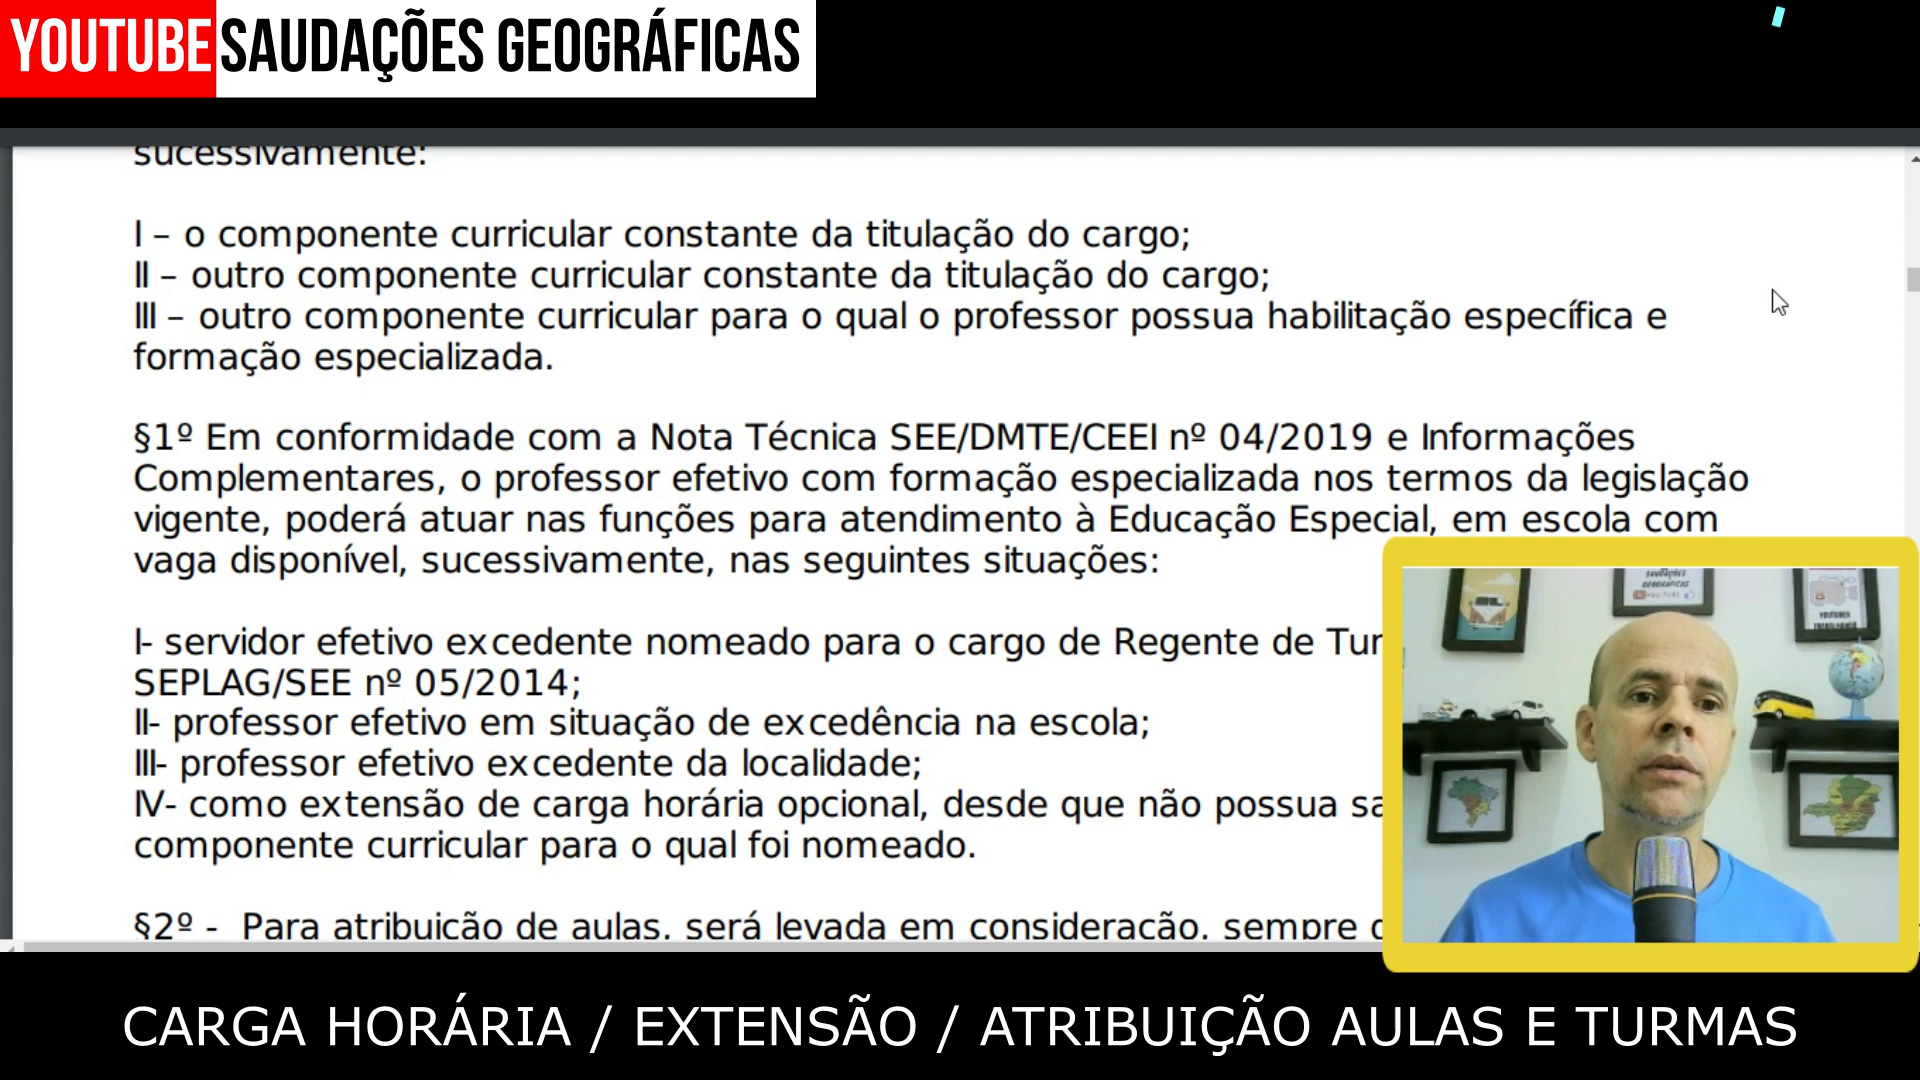 YOUTUBE SAUDAÇÕES GEOGRÁFICAS
sucessivamente:
I – o componente curricular constante da titulação do cargo;
II – outro componente curricular constante da titulação do cargo;
III – outro componente curricular para o qual o professor possua habilitação específica e
formação especializada.
§1º Em conformidade com a Nota Técnica SEE/DMTE/CEEI nº 04/2019 e Informações
Complementares, o professor efetivo com formação especializada nos termos da legislação
vigente, poderá atuar nas funções para atendimento à Educação Especial, em escola com
vaga disponível, sucessivamente, nas seguintes situações:
I- servidor efetivo excedente nomeado para o cargo de Regente de Tur
SEPLAG/SEE nº 05/2014;
II- professor efetivo em situação de excedência na escola;
III- professor efetivo excedente da localidade;
IV- como extensão de carga horária opcional, desde que não possua sa
componente curricular para o qual foi nomeado.
§2º - Para atribuição de aulas, será levada em consideração, sempre
SAUDAÇÕES
GEOGRÁFICAS
YOUTUBER
TRABALHANDO
CARGA HORÁRIA / EXTENSÃO / ATRIBUIÇÃO AULAS E TURMAS